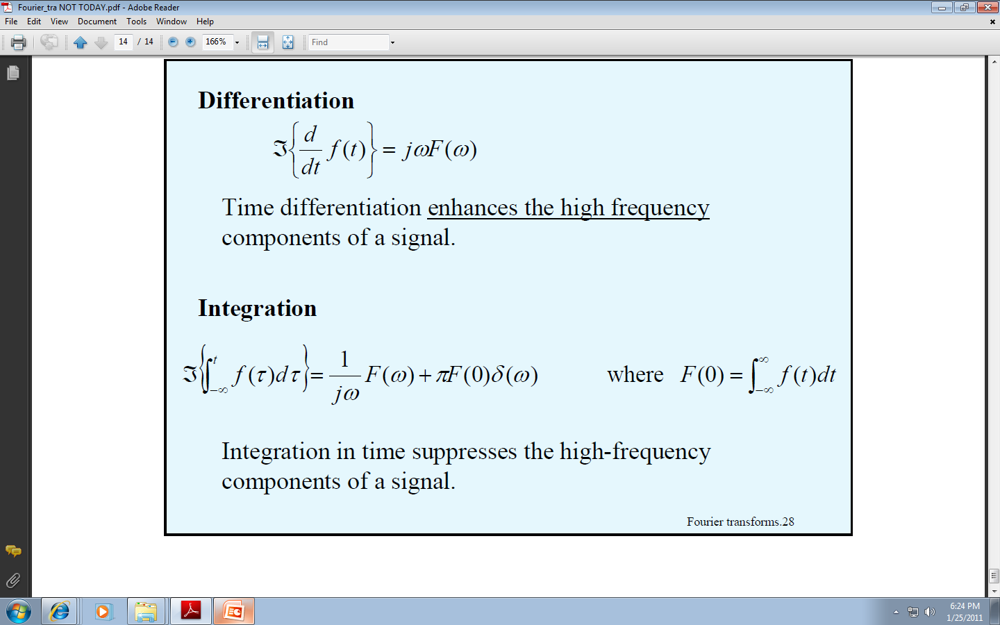 Fourier_tra NOT TODAY.pdf - Adobe Reader
File Edit View Document Tools Window Help
14 / 14 166% Find
Differentiation
ℑ{d/dt f(t)} = jωF(ω)
Time differentiation enhances the high frequency
components of a signal.
Integration
ℑ{∫_{-∞}^{t} f(τ)dτ} = 1/jω F(ω) + πF(0)δ(ω) where F(0) = ∫_{-∞}^{∞} f(t)dt
Integration in time suppresses the high-frequency
components of a signal.
Fourier transforms.28
6:24 PM
1/25/2011